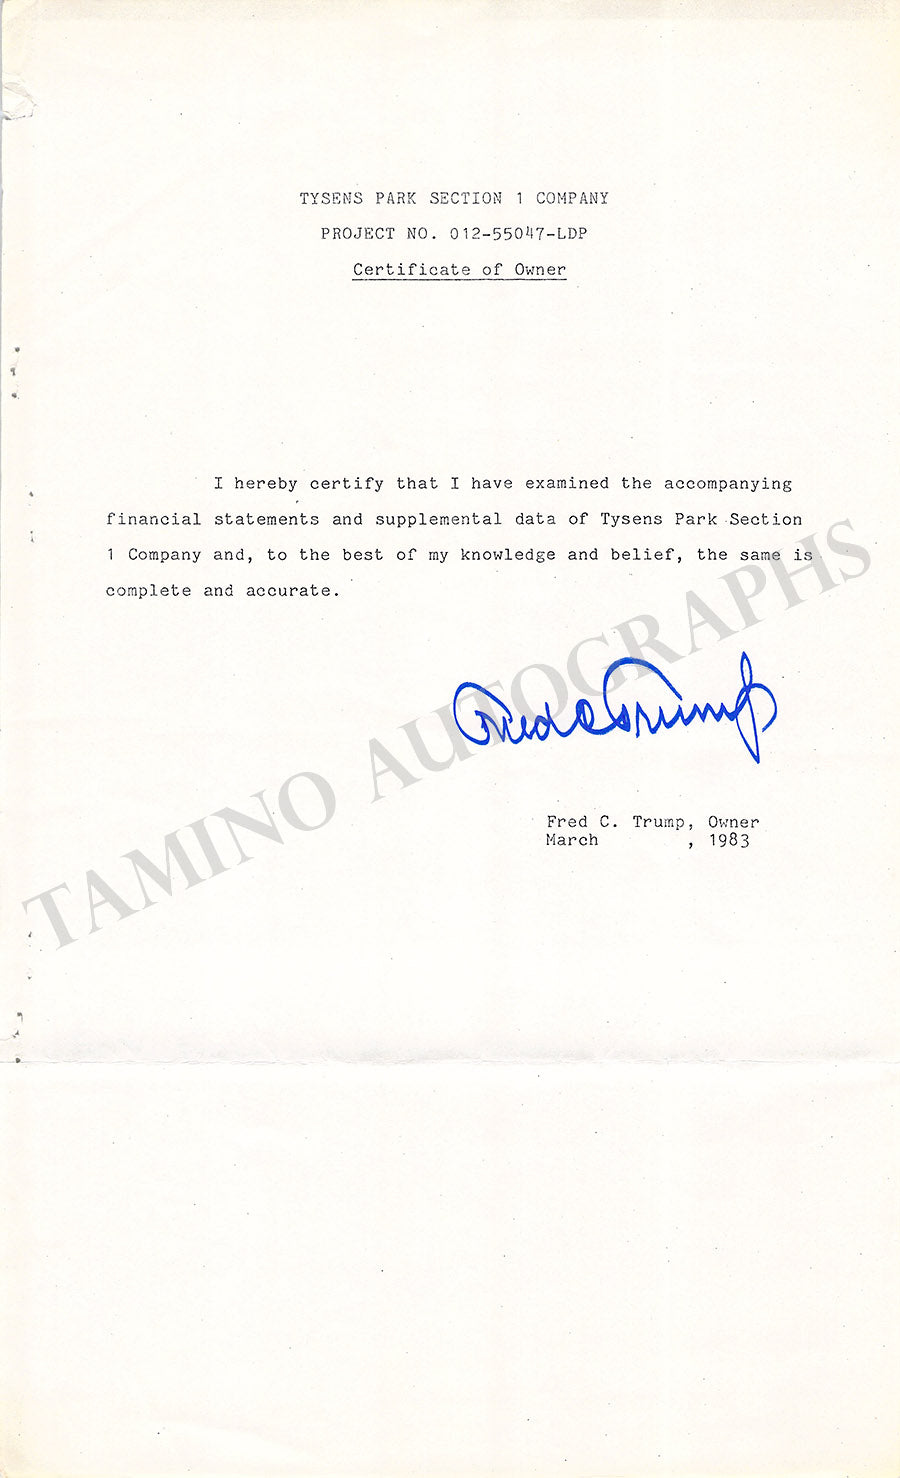 TYSENS PARK SECTION 1 COMPANY
PROJECT NO. 012-55047-LDP
Certificate of Owner
I hereby certify that I have examined the accompanying
financial statements and supplemental data of Tysens Park Section
1 Company and, to the best of my knowledge and belief, the same is
complete and accurate.
Fred C Trump
Fred C. Trump, Owner
March , 1983
TAMINO AUTOGRAPHS